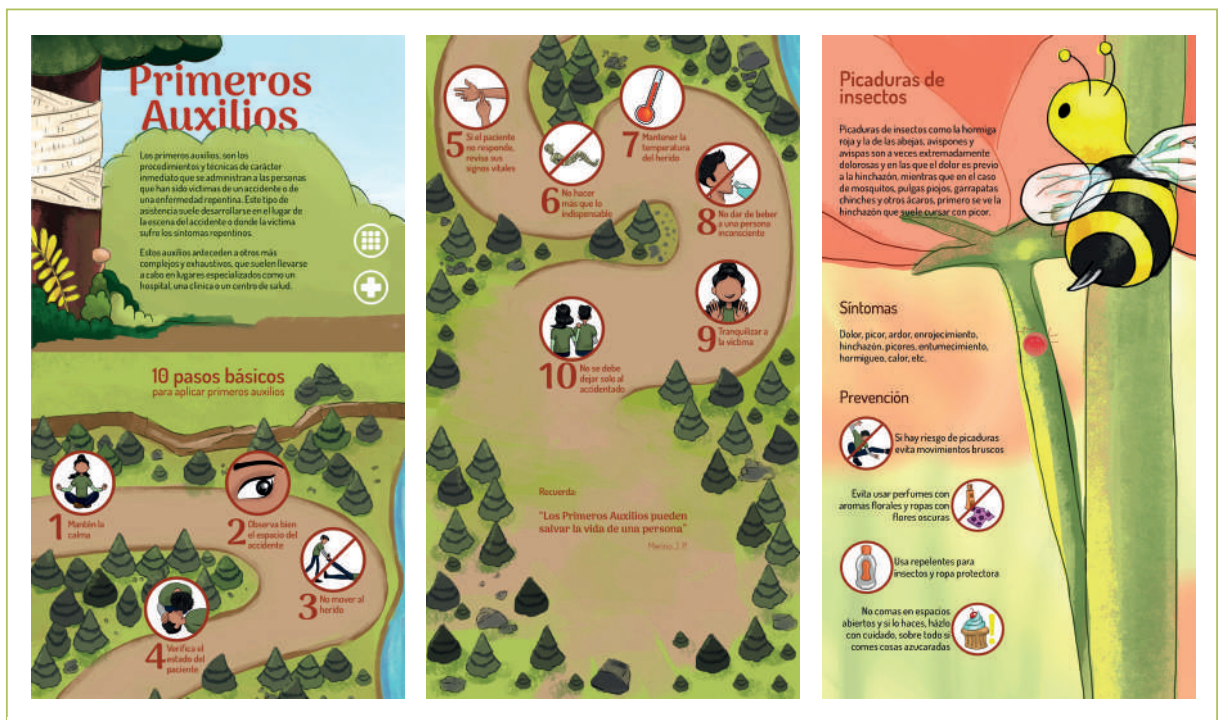 Primeros
Auxilios
Los primeros auxilios, son los
procedimientos y técnicas de carácter
inmediato que se administran a las personas
que han sido víctimas de un accidente o de
una enfermedad repentina. Este tipo de
asistencia suele desarrollarse en el lugar de
la escena del accidente o donde la víctima
sufre los síntomas repentinos.
Estos auxilios anteceden a otros más
complejos y exhaustivos, que suelen llevarse
a cabo en lugares especializados como un
hospital, una clínica o un centro de salud.
10 pasos básicos
para aplicar primeros auxilios
1 Mantén la
calma
2 Observa bien
el espacio del
accidente
3 No mover al
herido
4 Verifica el
estado del
paciente
5 Si el paciente
no responde,
revisa sus
signos vitales
6 No hacer
más que lo
indispensable
7 Mantener la
temperatura
del herido
8 No dar de beber
a una persona
inconsciente
9 Tranquilizar a
la víctima
10 No se debe
dejar solo al
accidentado
Recuerda:
"Los Primeros Auxilios pueden
salvar la vida de una persona"
Merino, J. P.
Picaduras de
insectos
Picaduras de insectos como la hormiga
roja y la de las abejas, avispones y
avispas son a veces extremadamente
dolorosas y en las que el dolor es previo
a la hinchazón, mientras que en el caso
de mosquitos, pulgas piojos, garrapatas
chinches y otros ácaros, primero se ve la
hinchazón que suele cursar con picor.
Síntomas
Dolor, picor, ardor, enrojecimiento,
hinchazón, picores, entumecimiento,
hormigueo, calor, etc.
Prevención
Si hay riesgo de picaduras
evita movimientos bruscos
Evita usar perfumes con
aromas florales y ropas con
flores oscuras
Usa repelentes para
insectos y ropa protectora
No comas en espacios
abiertos y si lo haces, házlo
con cuidado, sobre todo si
comes cosas azucaradas